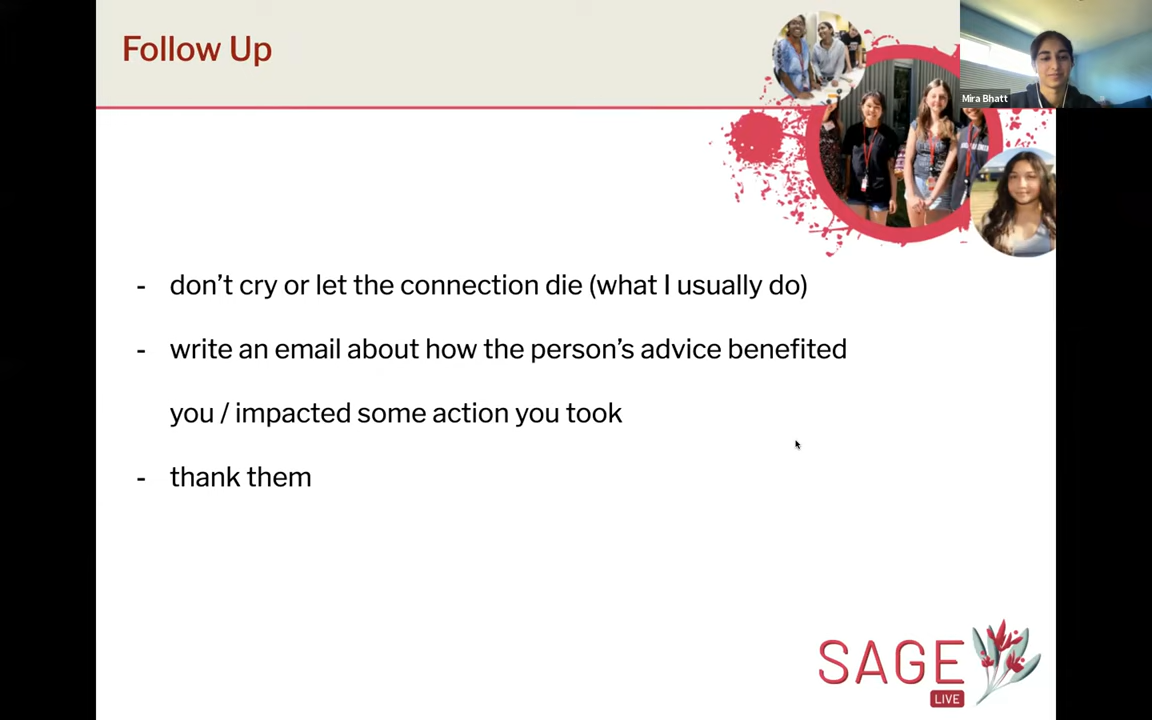 Follow Up
Mira Bhatt
- don’t cry or let the connection die (what I usually do)
- write an email about how the person’s advice benefited
you / impacted some action you took
- thank them
SAGE
LIVE